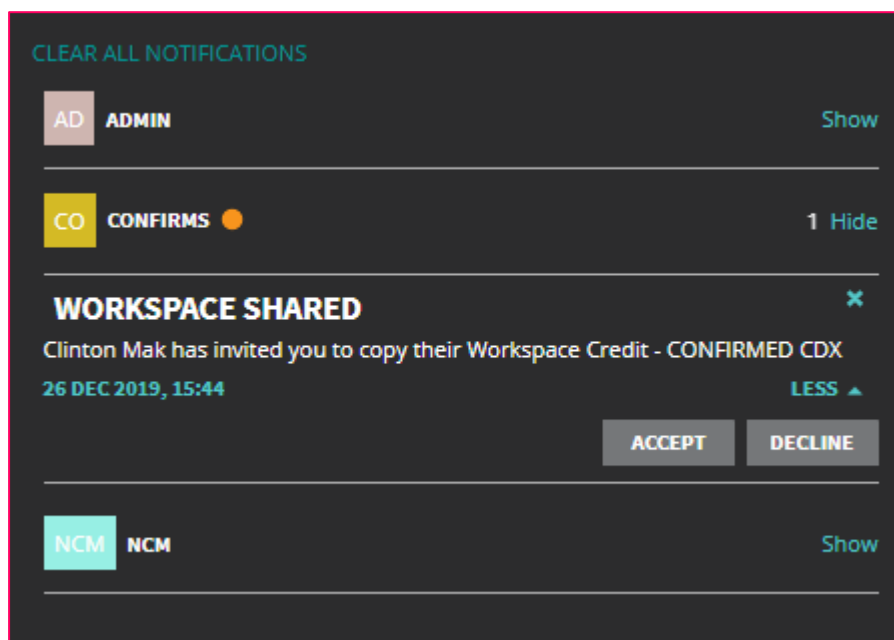 CLEAR ALL NOTIFICATIONS
AD ADMIN Show
CO CONFIRMS 1 Hide
WORKSPACE SHARED
Clinton Mak has invited you to copy their Workspace Credit - CONFIRMED CDX
26 DEC 2019, 15:44 LESS
ACCEPT DECLINE
NCM NCM Show